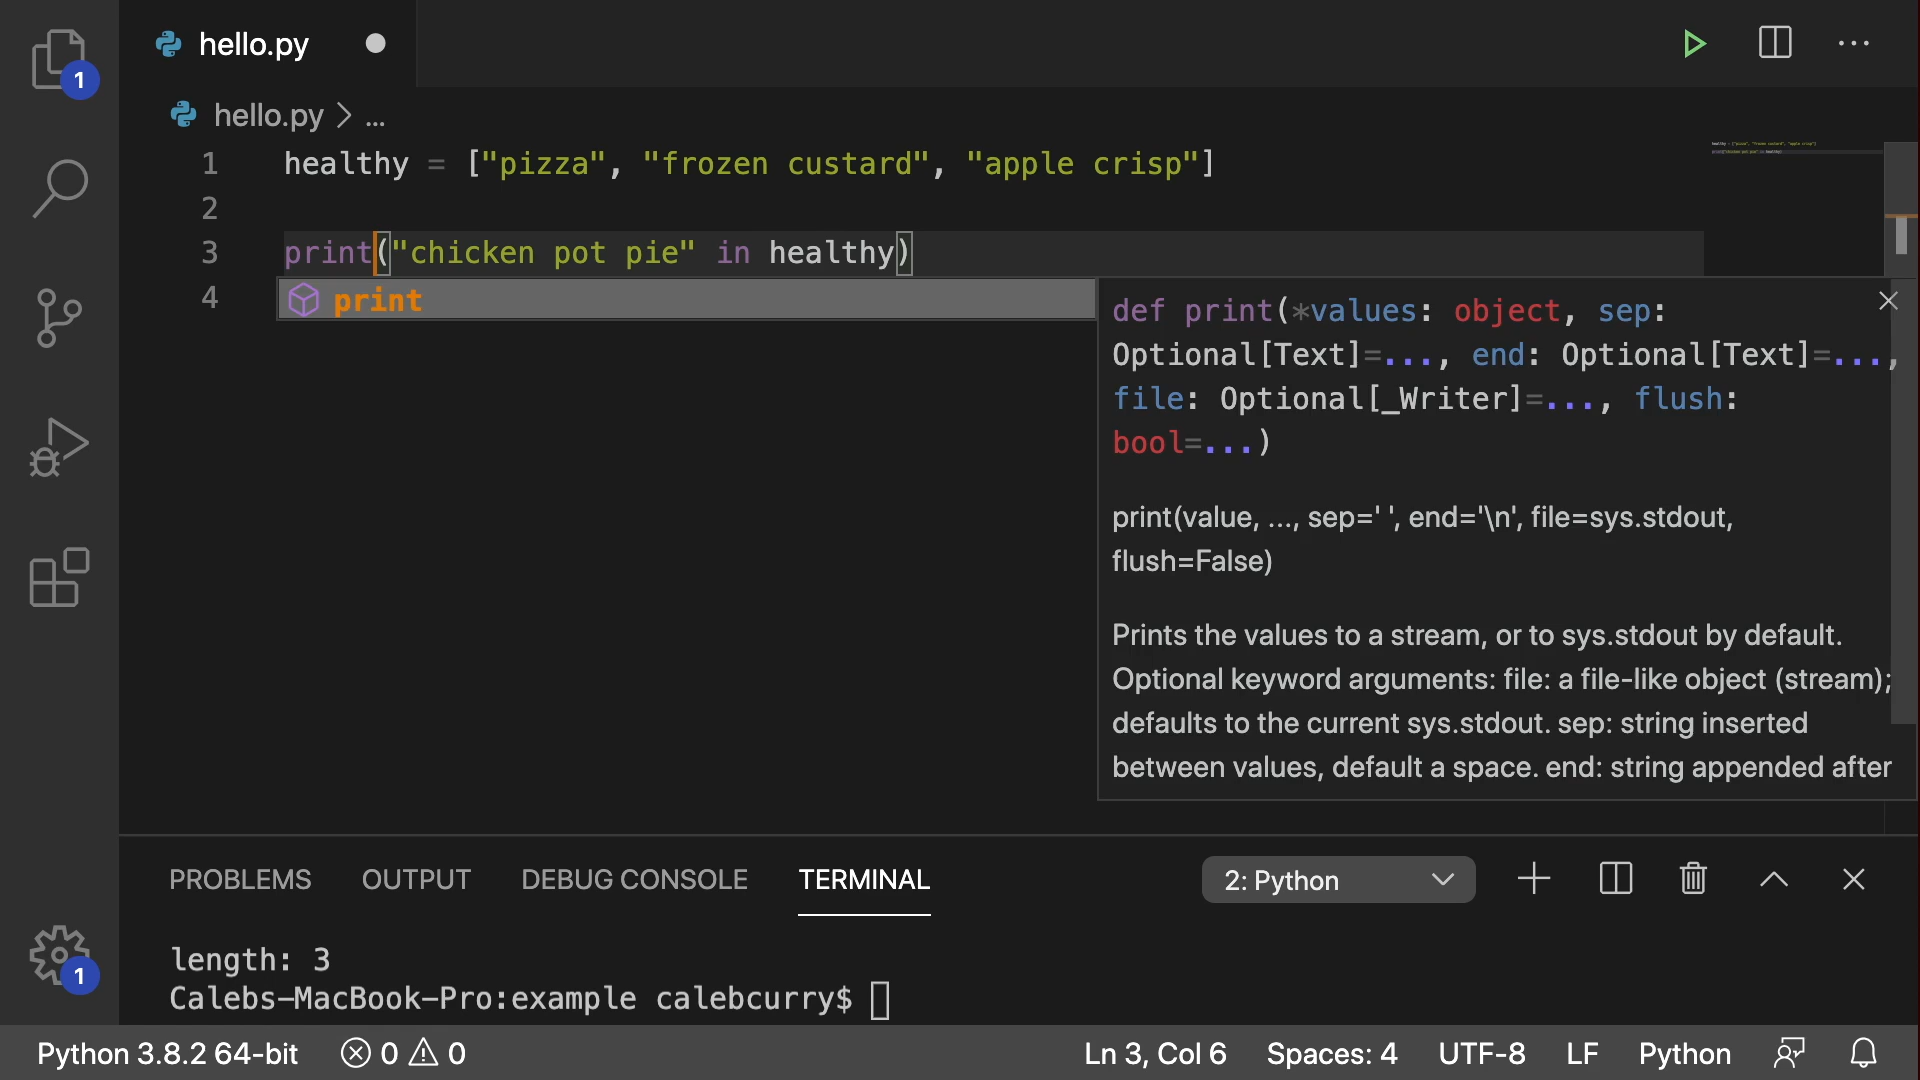 hello.py
1
hello.py > ...
1 healthy = ["pizza", "frozen custard", "apple crisp"]
2
3 print("chicken pot pie" in healthy)
4
print
def print(*values: object, sep:
Optional[Text]=..., end: Optional[Text]=...,
file: Optional[_Writer]=..., flush:
bool=...)
print(value, ..., sep=' ', end='\n', file=sys.stdout,
flush=False)
Prints the values to a stream, or to sys.stdout by default.
Optional keyword arguments: file: a file-like object (stream);
defaults to the current sys.stdout. sep: string inserted
between values, default a space. end: string appended after
PROBLEMS OUTPUT DEBUG CONSOLE TERMINAL 2: Python
length: 3
Calebs-MacBook-Pro:example calebcurry$
1
Python 3.8.2 64-bit 0 0 Ln 3, Col 6 Spaces: 4 UTF-8 LF Python